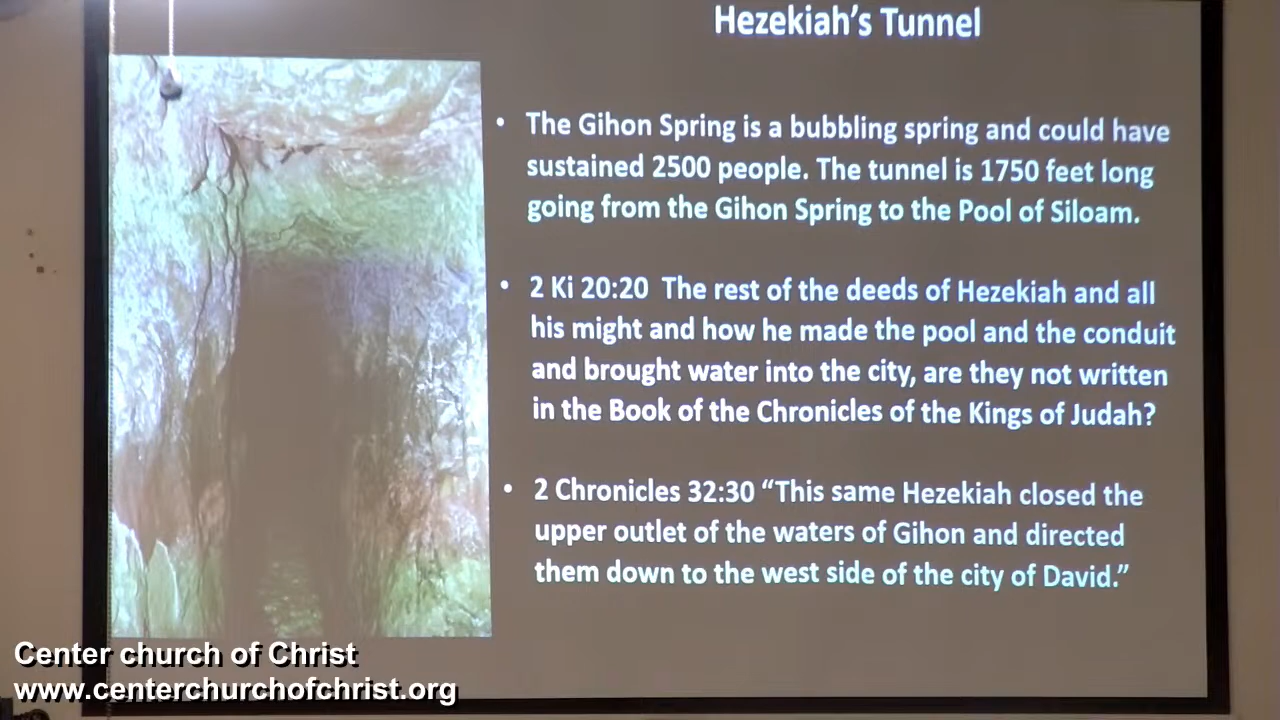 Hezekiah's Tunnel
• The Gihon Spring is a bubbling spring and could have
sustained 2500 people. The tunnel is 1750 feet long
going from the Gihon Spring to the Pool of Siloam.
• 2 Ki 20:20 The rest of the deeds of Hezekiah and all
his might and how he made the pool and the conduit
and brought water into the city, are they not written
in the Book of the Chronicles of the Kings of Judah?
• 2 Chronicles 32:30 “This same Hezekiah closed the
upper outlet of the waters of Gihon and directed
them down to the west side of the city of David.”
Center church of Christ
www.centerchurchofchrist.org